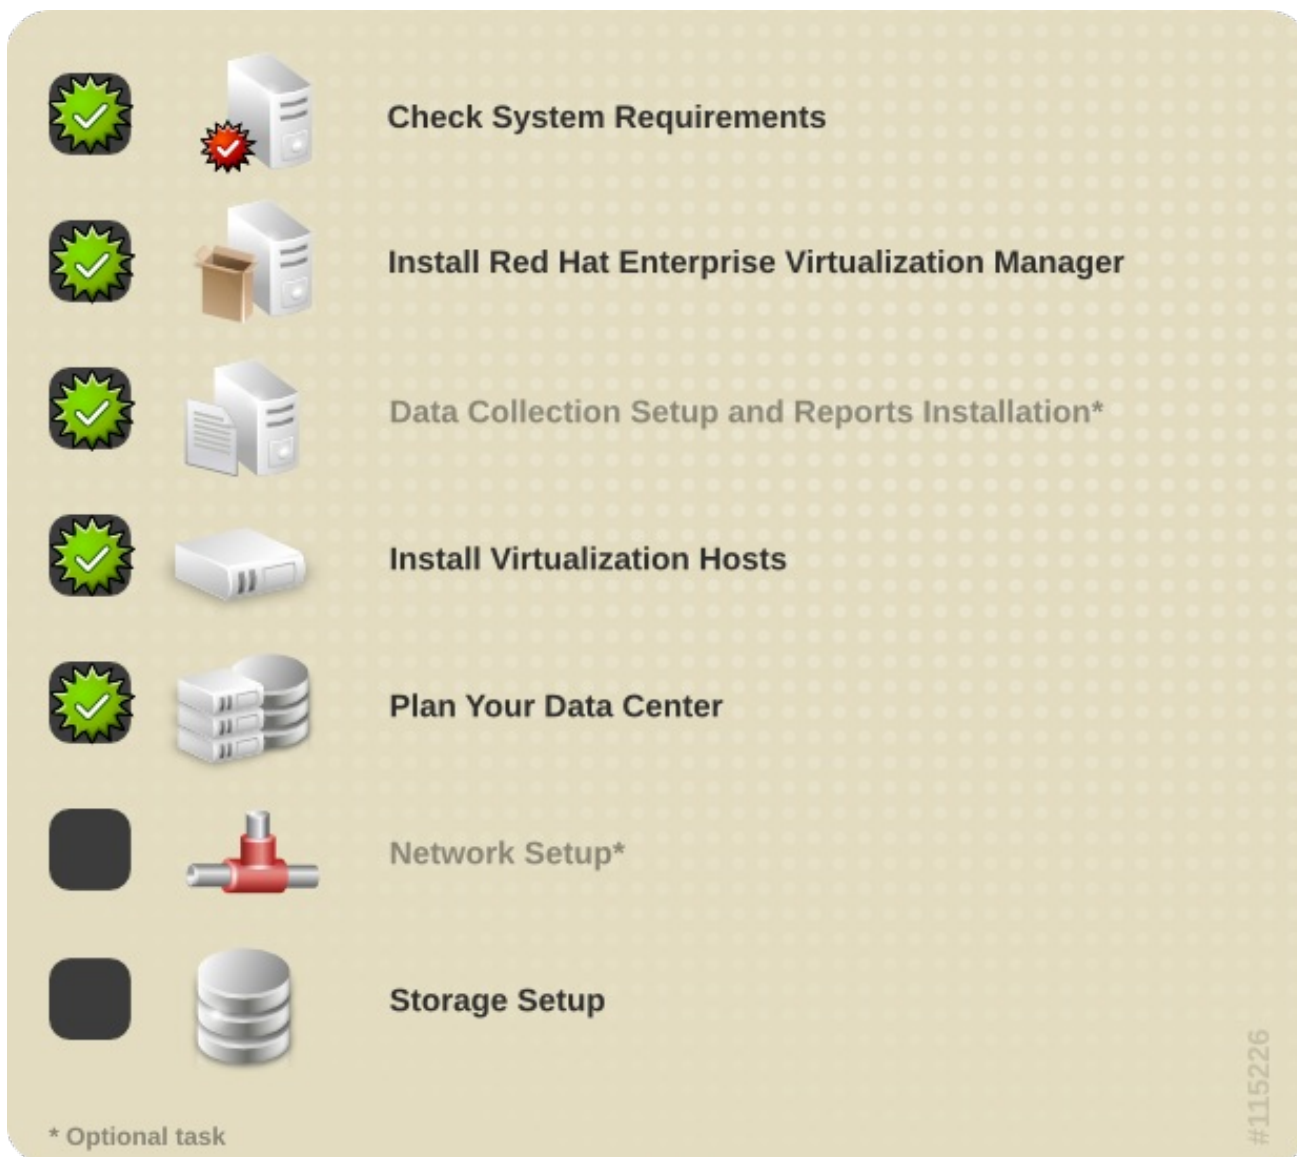 Check System Requirements
Install Red Hat Enterprise Virtualization Manager
Data Collection Setup and Reports Installation*
Install Virtualization Hosts
Plan Your Data Center
Network Setup*
Storage Setup
* Optional task
#115226